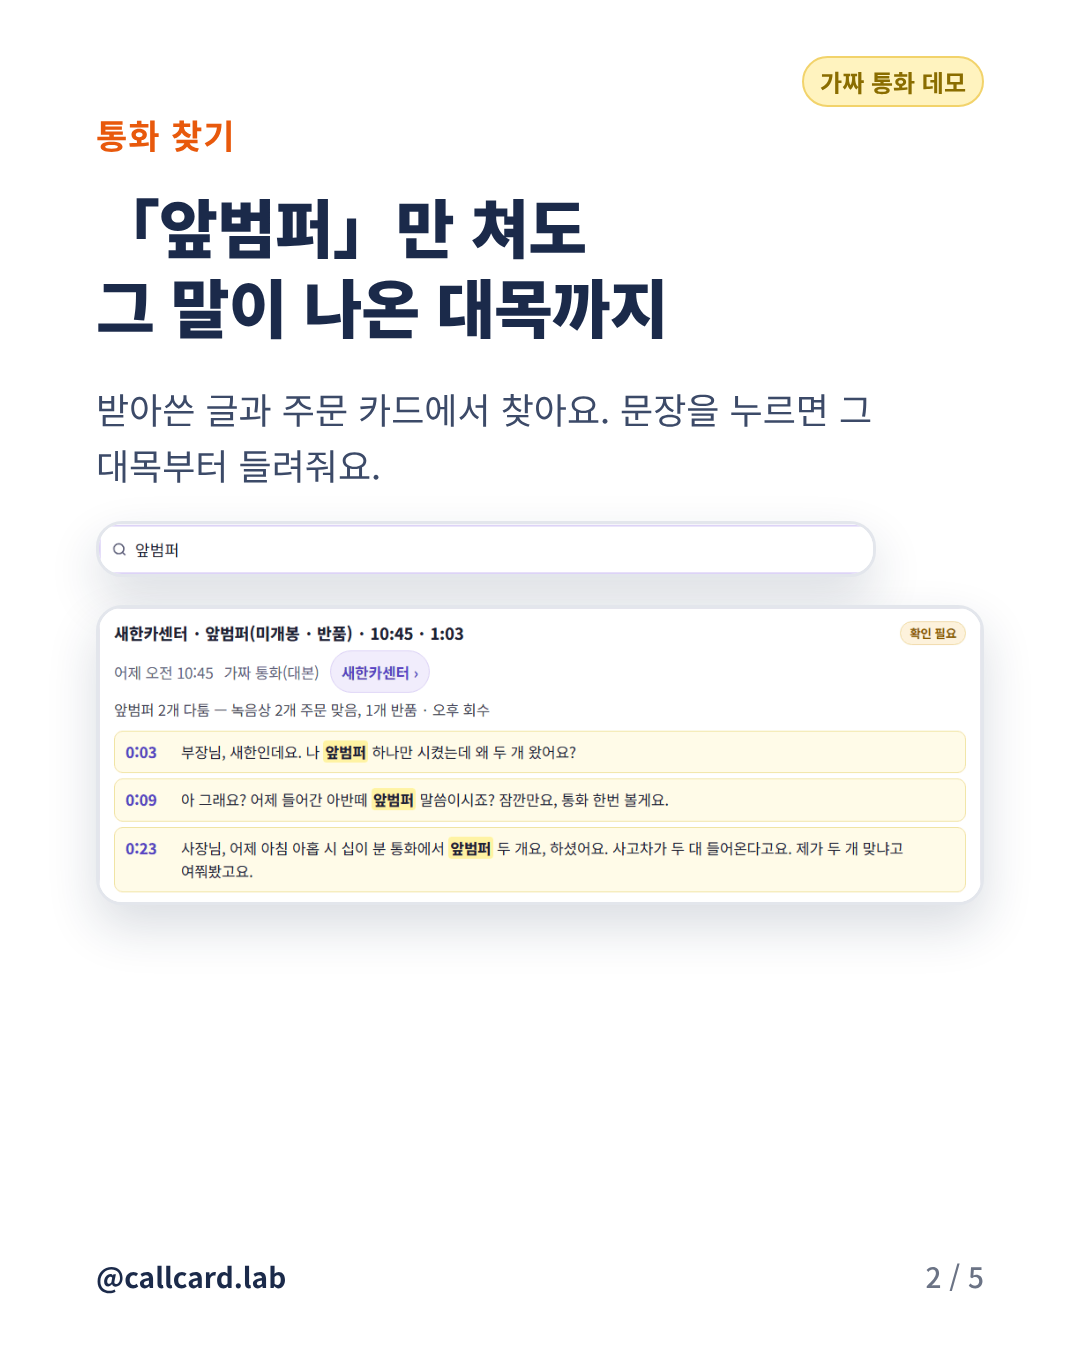 가짜 통화 데모
통화 찾기
「앞범퍼」만 쳐도
그 말이 나온 대목까지
받아쓴 글과 주문 카드에서 찾아요. 문장을 누르면 그
대목부터 들려줘요.
앞범퍼
새한카센터 · 앞범퍼(미개봉 · 반품) · 10:45 · 1:03
확인 필요
어제 오전 10:45 가짜 통화(대본) 새한카센터 ›
앞범퍼 2개 다툼 — 녹음상 2개 주문 맞음, 1개 반품 · 오후 회수
0:03 부장님, 새한인데요. 나 앞범퍼 하나만 시켰는데 왜 두 개 왔어요?
0:09 아 그래요? 어제 들어간 아반떼 앞범퍼 말씀이시죠? 잠깐만요, 통화 한번 볼게요.
0:23 사장님, 어제 아침 아홉 시 십이 분 통화에서 앞범퍼 두 개요, 하셨어요. 사고차가 두 대 들어온다고요. 제가 두 개 맞냐고
여쭤봤고요.
@callcard.lab
2 / 5